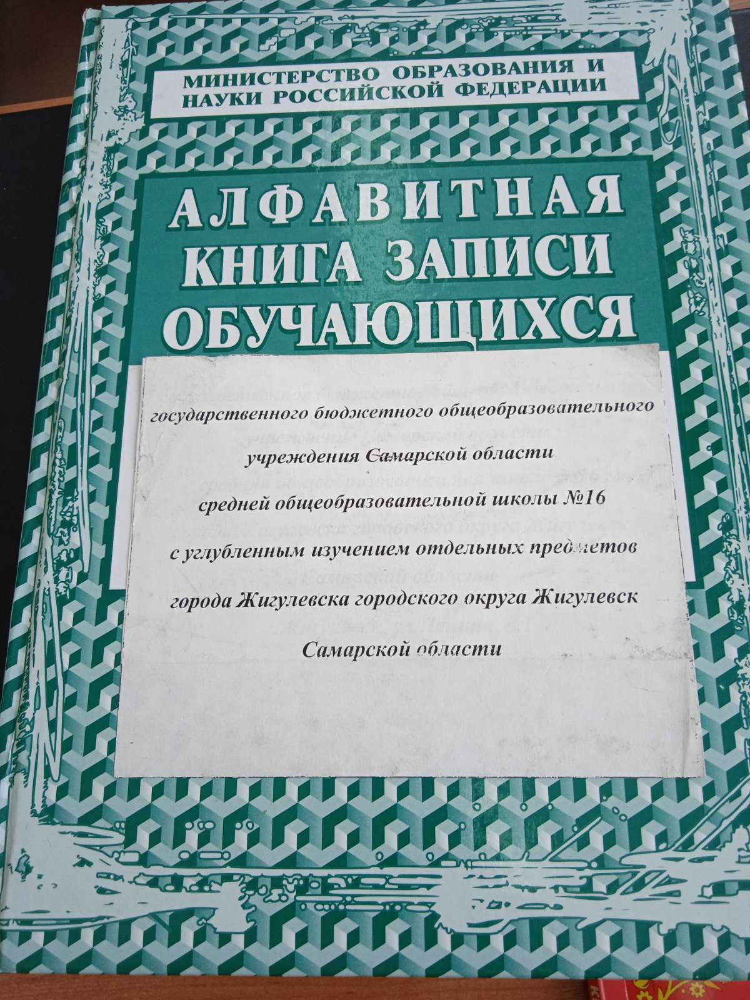 МИНИСТЕРСТВО ОБРАЗОВАНИЯ И
НАУКИ РОССИЙСКОЙ ФЕДЕРАЦИИ
АЛФАВИТНАЯ
КНИГА ЗАПИСИ
ОБУЧАЮЩИХСЯ
государственного бюджетного общеобразовательного
учреждения Самарской области
средней общеобразовательной школы №16
с углубленным изучением отдельных предметов
города Жигулевска городского округа Жигулевск
Самарской области